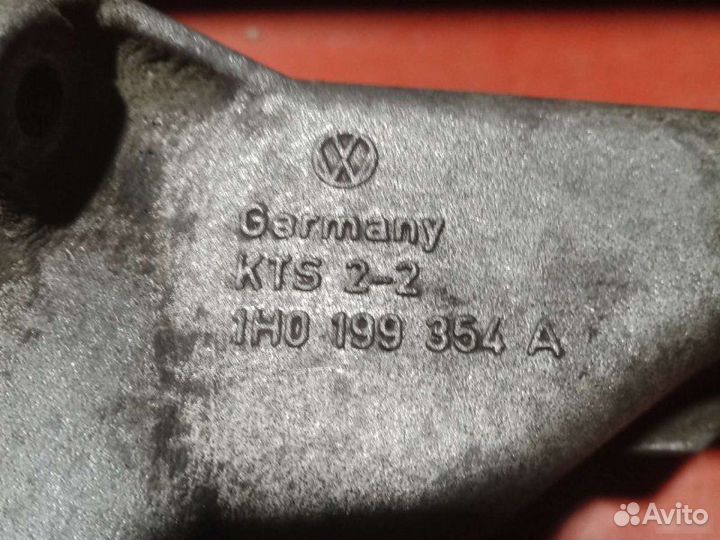 VW
Germany
KTS 2-2
1H0 199 354 A
Avito